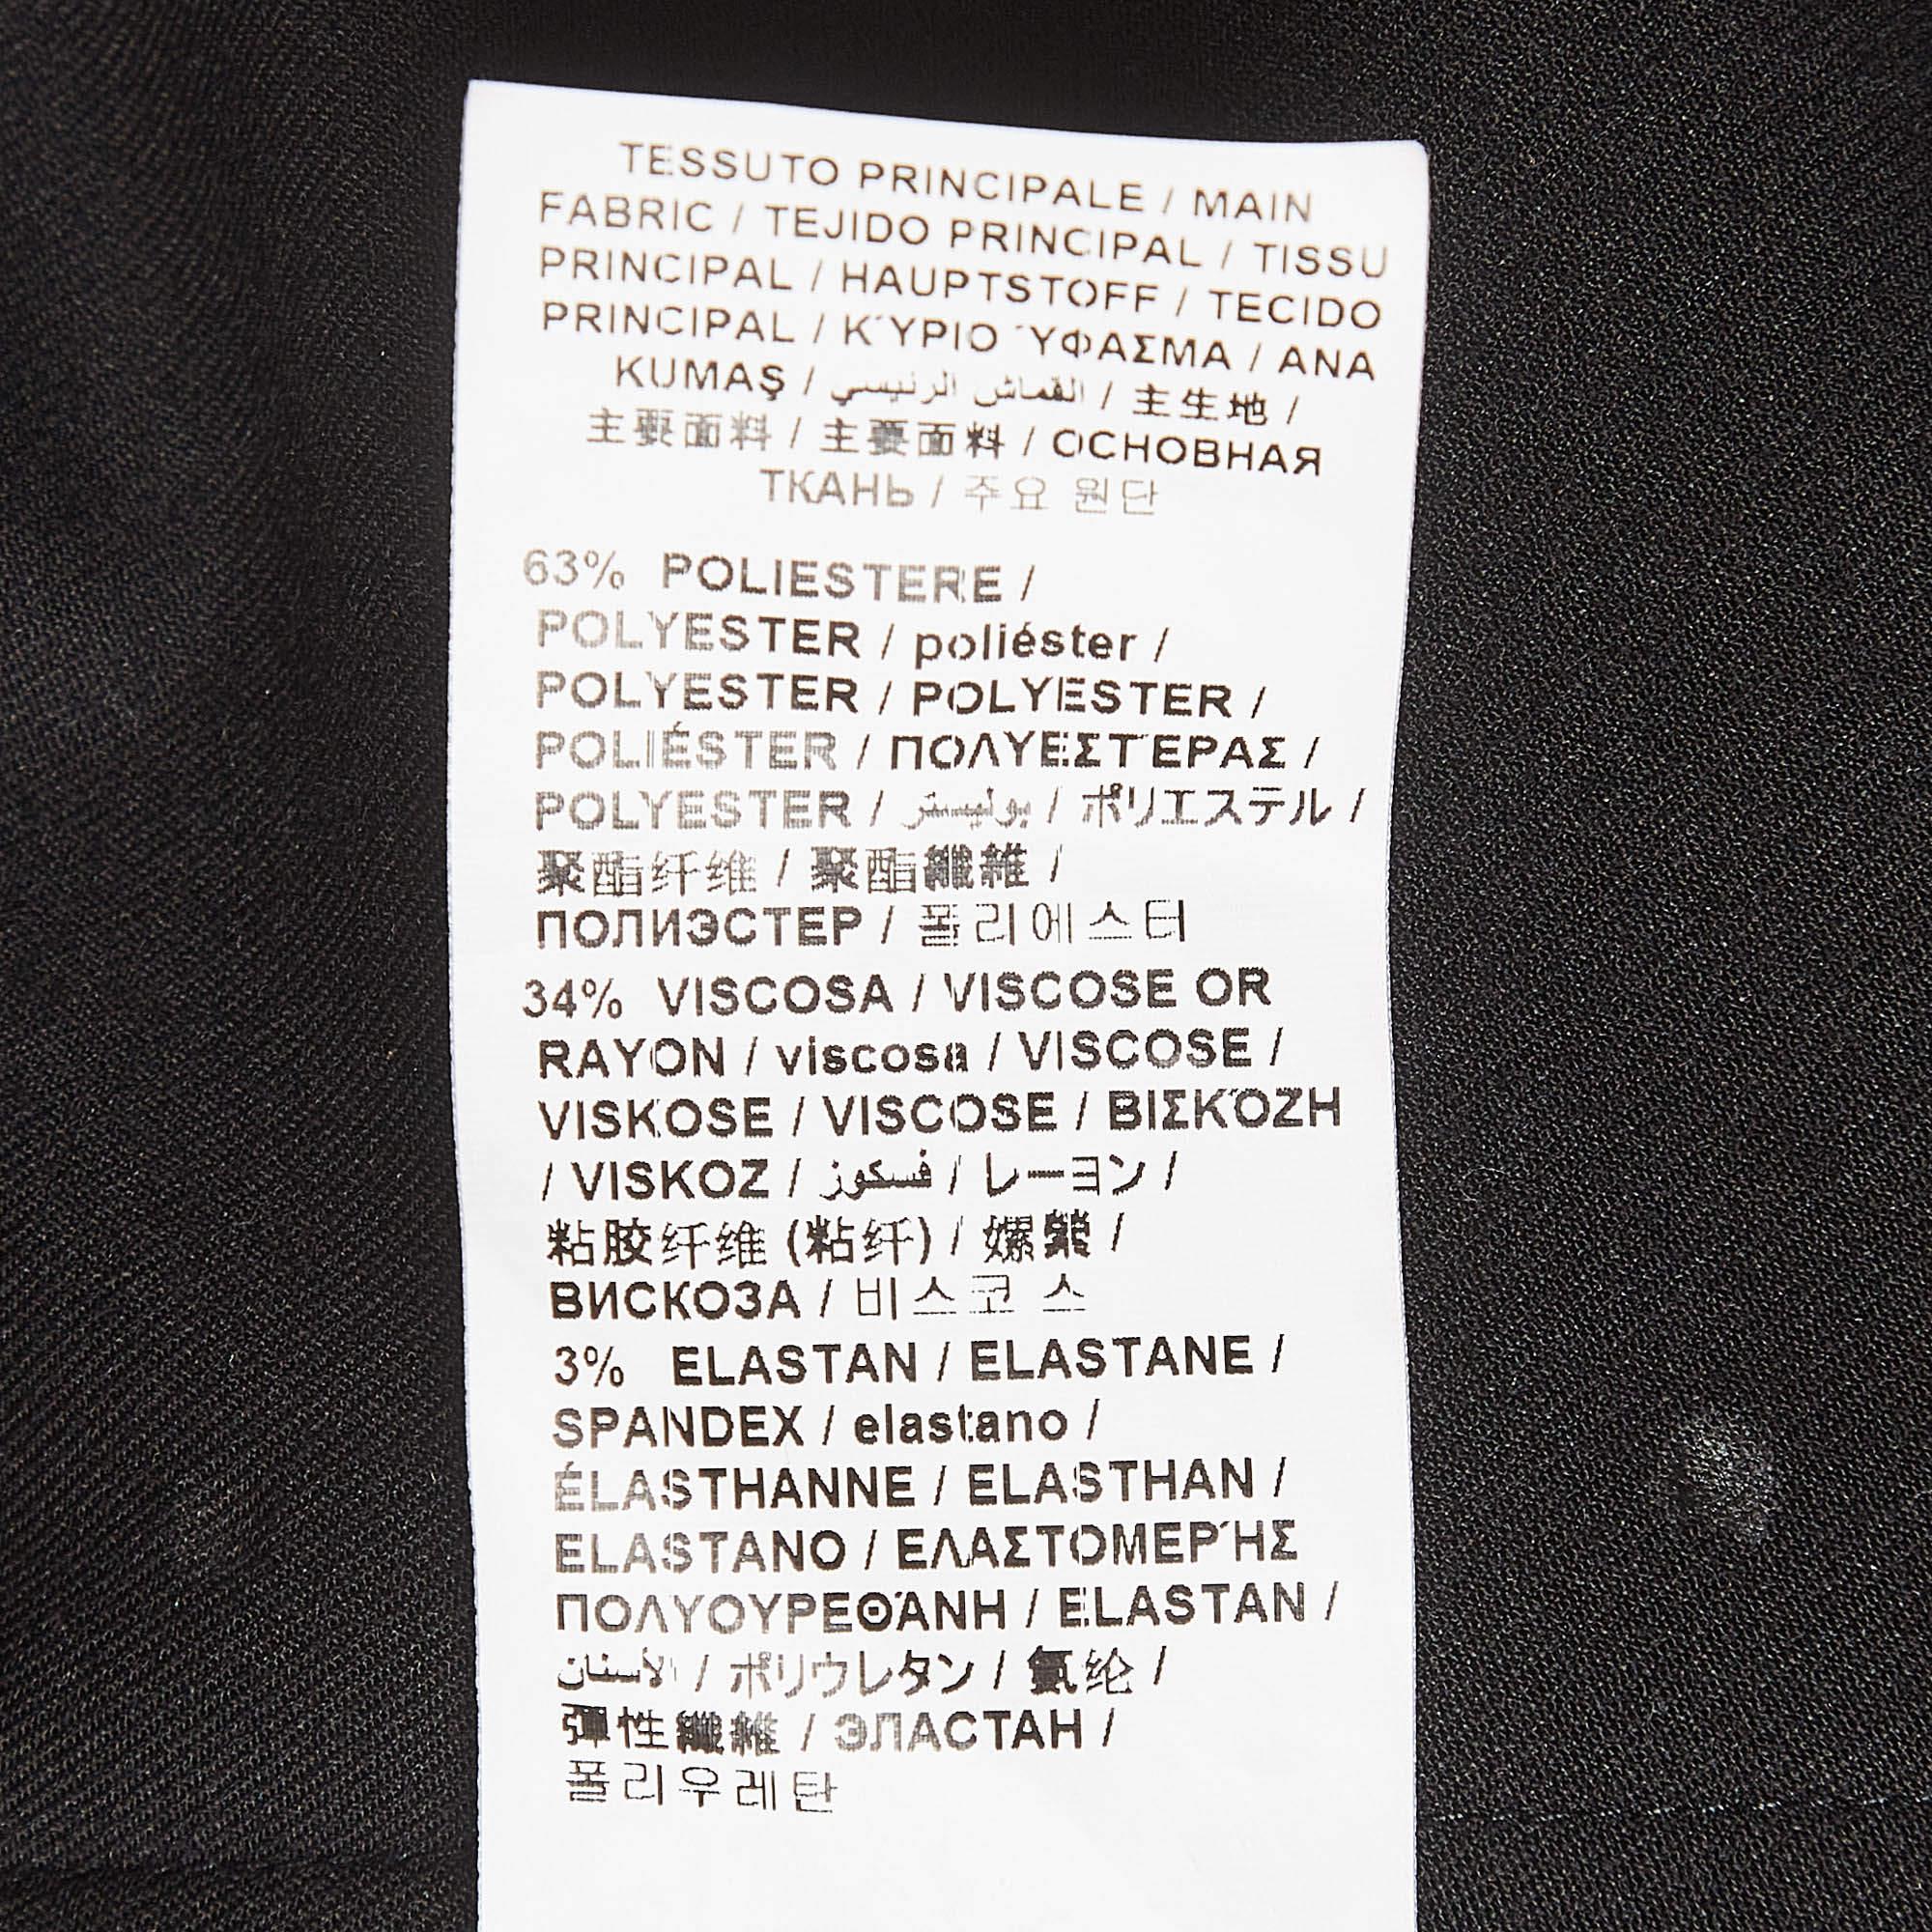 TESSUTO PRINCIPALE / MAIN
FABRIC / TEJIDO PRINCIPAL / TISSU
PRINCIPAL / HAUPTSTOFF / TECIDO
PRINCIPAL / ΚΎΡΙΟ ΎΦΑΣΜΑ / ANA
KUMAŞ / القماش الرئيسي / 主生地 /
主要面料 / 主要面料 / ОСНОВНАЯ
ТКАНЬ / 주요 원단
63% POLIESTERE /
POLYESTER / poliéster /
POLYESTER / POLYESTER /
POLIÉSTER / ΠΟΛΥΕΣΤΈΡΑΣ /
POLYESTER / بوليستر / ポリエステル /
聚酯纤维 / 聚酯纖維 /
ПОЛИЭСТЕР / 폴리에스터
34% VISCOSA / VISCOSE OR
RAYON / viscosa / VISCOSE /
VISKOSE / VISCOSE / ΒΙΣΚΌΖΗ
/ VISKOZ / فسكوز / レーヨン /
粘胶纤维 (粘纤) / 嫘縈 /
ВИСКОЗА / 비스코 스
3% ELASTAN / ELASTANE /
SPANDEX / elastano /
ÉLASTHANNE / ELASTHAN /
ELASTANO / ΕΛΑΣΤΟΜΕΡΉΣ
ΠΟΛΥΟΥΡΕΘΆΝΗ / ELASTAN /
الأستان / ポリウレタン / 氨纶 /
彈性纖維 / ЭЛАСТАН /
폴리우레탄